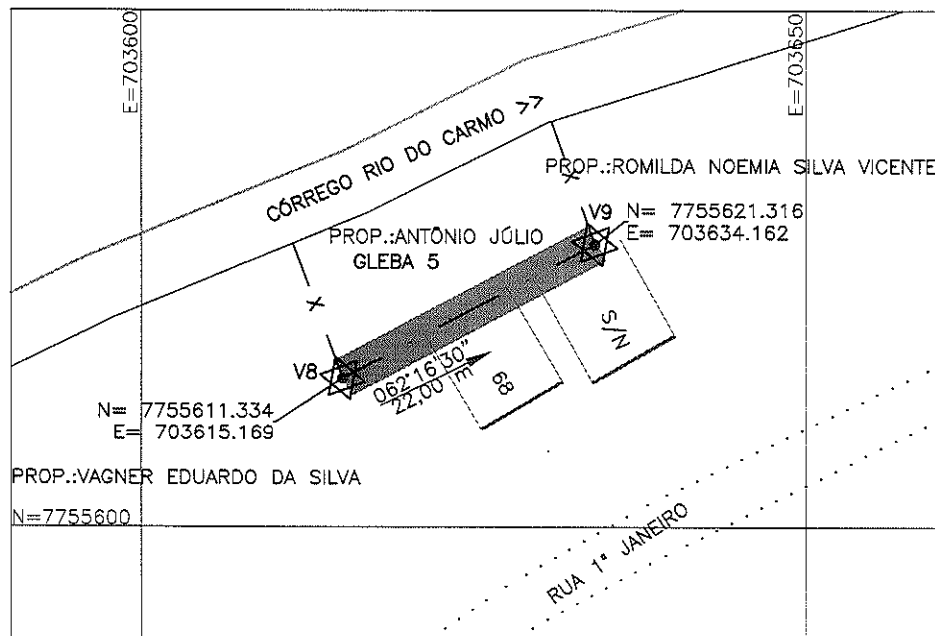 E=703600
E=703650
CÓRREGO RIO DO CARMO >>
PROP.:ROMILDA NOEMIA SILVA VICENTE
V9
N= 7755621.316
E= 703634.162
PROP.:ANTÔNIO JÚLIO
GLEBA 5
X
X
S/N
68
V8
062°16'30"
22,00 m
N= 7755611.334
E= 703615.169
PROP.:VAGNER EDUARDO DA SILVA
N=7755600
RUA 1ª JANEIRO